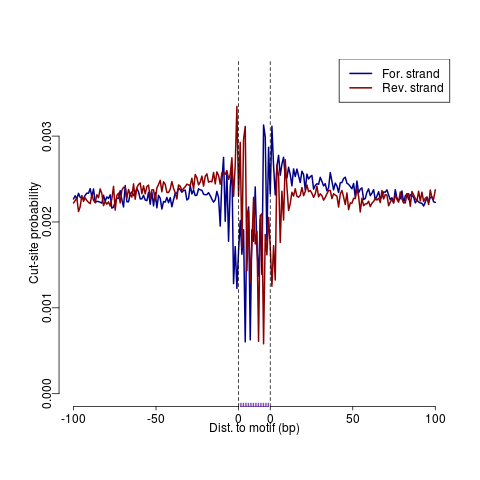 For. strand
Rev. strand
Cut-site probability
0.003
0.002
0.001
0.000
-100 -50 0 0 50 100
Dist. to motif (bp)